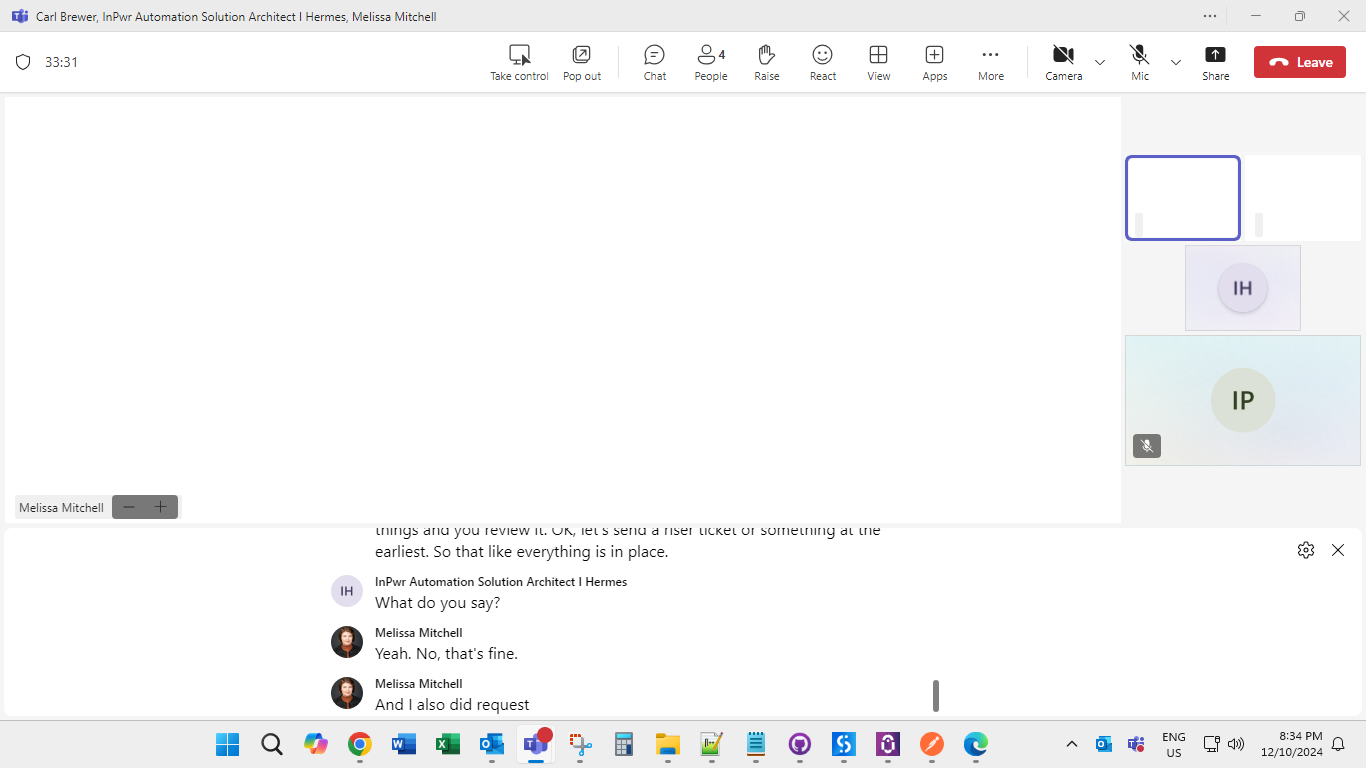 Carl Brewer, InPwr Automation Solution Architect I Hermes, Melissa Mitchell
33:31
Take control
Pop out
Chat
4
People
Raise
React
View
Apps
More
Camera
Mic
Share
Leave
IH
IP
Melissa Mitchell
things and you review it. OK, let's send a riser ticket or something at the
earliest. So that like everything is in place.
IH
InPwr Automation Solution Architect I Hermes
What do you say?
Melissa Mitchell
Yeah. No, that's fine.
Melissa Mitchell
And I also did request
ENG
US
8:34 PM
12/10/2024